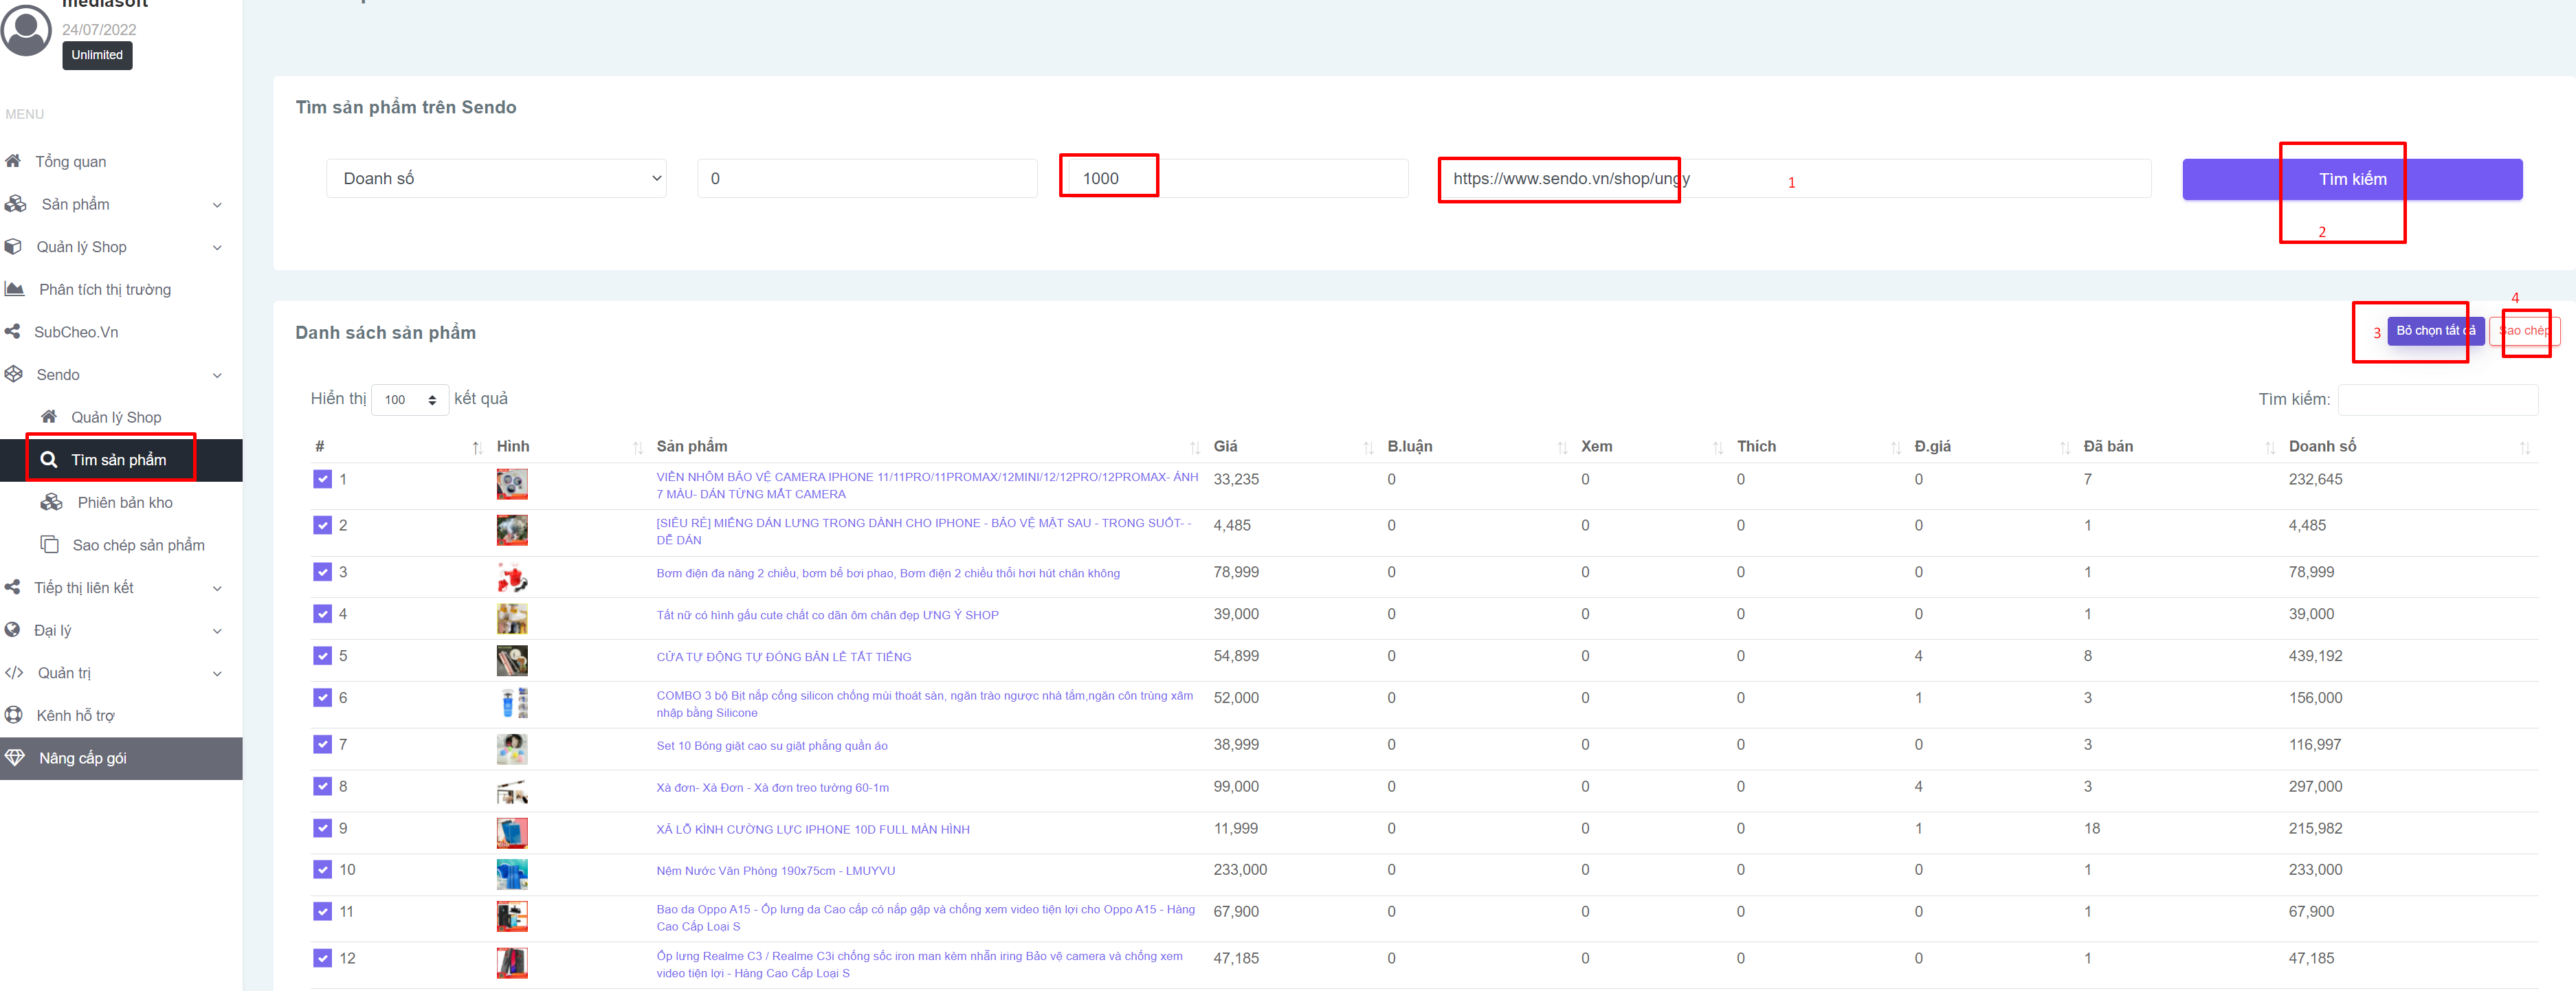 mediasoft
24/07/2022
Unlimited
MENU
Tổng quan
Sản phẩm
Quản lý Shop
Phân tích thị trường
SubCheo.Vn
Sendo
Quản lý Shop
Tìm sản phẩm
Phiên bản kho
Sao chép sản phẩm
Tiếp thị liên kết
Đại lý
Quản trị
Kênh hỗ trợ
Nâng cấp gói
Tìm sản phẩm trên Sendo
Doanh số 0 1000 https://www.sendo.vn/shop/ungy 1 Tìm kiếm
2
4
Danh sách sản phẩm 3 Bỏ chọn tất cả Sao chép
Hiển thị 100 kết quả Tìm kiếm:
# Hình Sản phẩm Giá B.luận Xem Thích Đ.giá Đã bán Doanh số
1 VIỀN NHÔM BẢO VỆ CAMERA IPHONE 11/11PRO/11PROMAX/12MINI/12/12PRO/12PROMAX- ÁNH 33,235 0 0 0 0 7 232,645
7 MÀU- DÁN TỪNG MẮT CAMERA
2 [SIÊU RẺ] MIẾNG DÁN LƯNG TRONG DÀNH CHO IPHONE - BẢO VỆ MẶT SAU - TRONG SUỐT- - 4,485 0 0 0 0 1 4,485
DỄ DÁN
3 Bơm điện đa năng 2 chiều, bơm bể bơi phao, Bơm điện 2 chiều thổi hơi hút chân không 78,999 0 0 0 0 1 78,999
4 Tất nữ có hình gấu cute chất co dãn ôm chân đẹp ƯNG Ý SHOP 39,000 0 0 0 0 1 39,000
5 CỬA TỰ ĐỘNG TỰ ĐÓNG BẢN LỀ TẮT TIẾNG 54,899 0 0 0 4 8 439,192
6 COMBO 3 bộ Bịt nắp cống silicon chống mùi thoát sàn, ngăn trào ngược nhà tắm,ngăn côn trùng xâm 52,000 0 0 0 1 3 156,000
nhập bằng Silicone
7 Set 10 Bóng giặt cao su giặt phẳng quần áo 38,999 0 0 0 0 3 116,997
8 Xà đơn- Xà Đơn - Xà đơn treo tường 60-1m 99,000 0 0 0 4 3 297,000
9 XẢ LỖ KÍNH CƯỜNG LỰC IPHONE 10D FULL MÀN HÌNH 11,999 0 0 0 1 18 215,982
10 Nệm Nước Văn Phòng 190x75cm - LMUYVU 233,000 0 0 0 0 1 233,000
11 Bao da Oppo A15 - Ốp lưng da Cao cấp có nắp gập và chống xem video tiện lợi cho Oppo A15 - Hàng 67,900 0 0 0 0 1 67,900
Cao Cấp Loại S
12 Ốp lưng Realme C3 / Realme C3i chống sốc iron man kèm nhẫn iring Bảo vệ camera và chống xem 47,185 0 0 0 0 1 47,185
video tiện lợi - Hàng Cao Cấp Loại S